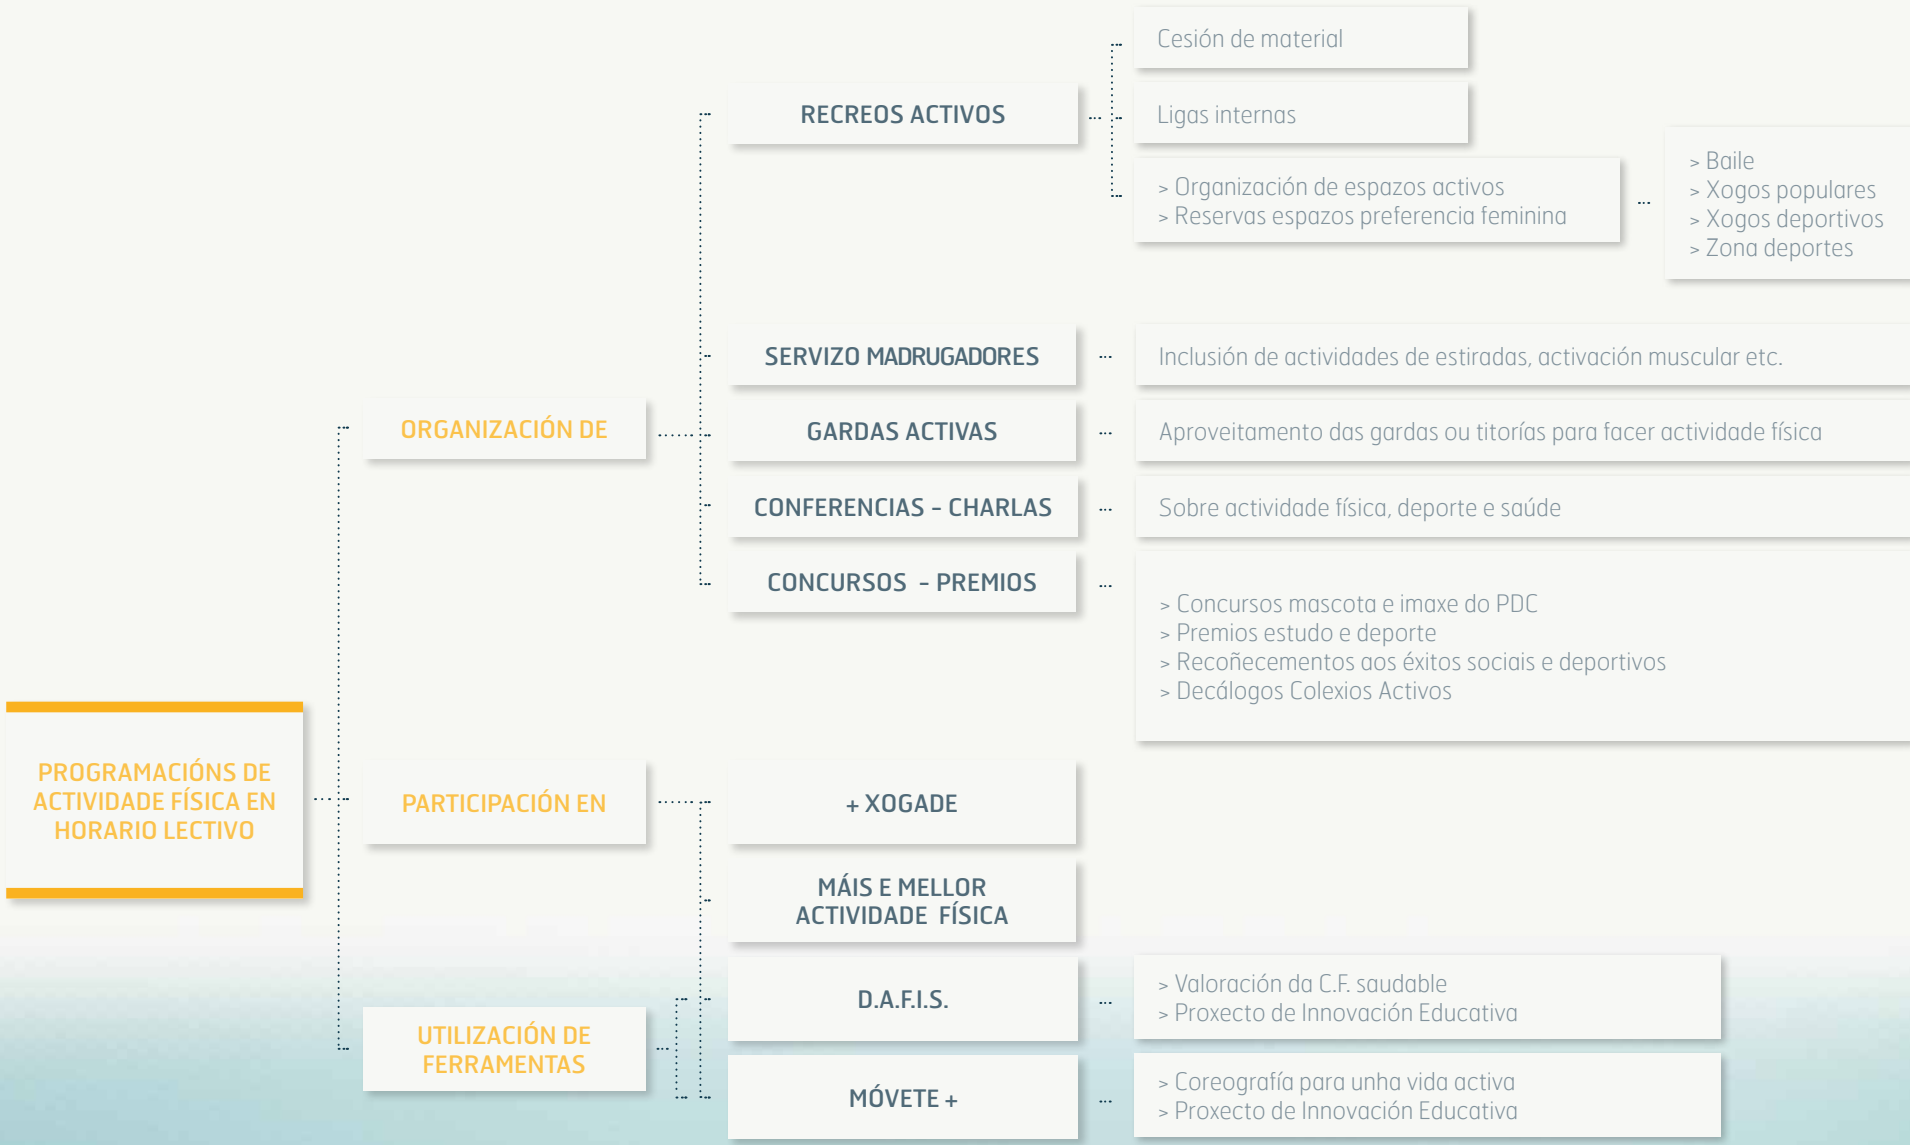 Cesión de material
RECREOS ACTIVOS
Ligas internas
> Organización de espazos activos
> Reservas espazos preferencia feminina
> Baile
> Xogos populares
> Xogos deportivos
> Zona deportes
SERVIZO MADRUGADORES
Inclusión de actividades de estiradas, activación muscular etc.
ORGANIZACIÓN DE
GARDAS ACTIVAS
Aproveitamento das gardas ou titorías para facer actividade física
CONFERENCIAS - CHARLAS
Sobre actividade física, deporte e saúde
CONCURSOS - PREMIOS
> Concursos mascota e imaxe do PDC
> Premios estudo e deporte
> Recoñecementos aos éxitos sociais e deportivos
> Decálogos Colexios Activos
PROGRAMACIÓNS DE
ACTIVIDADE FÍSICA EN
HORARIO LECTIVO
PARTICIPACIÓN EN
+ XOGADE
MÁIS E MELLOR
ACTIVIDADE FÍSICA
UTILIZACIÓN DE
FERRAMENTAS
D.A.F.I.S.
> Valoración da C.F. saudable
> Proxecto de Innovación Educativa
MÓVETE +
> Coreografía para unha vida activa
> Proxecto de Innovación Educativa